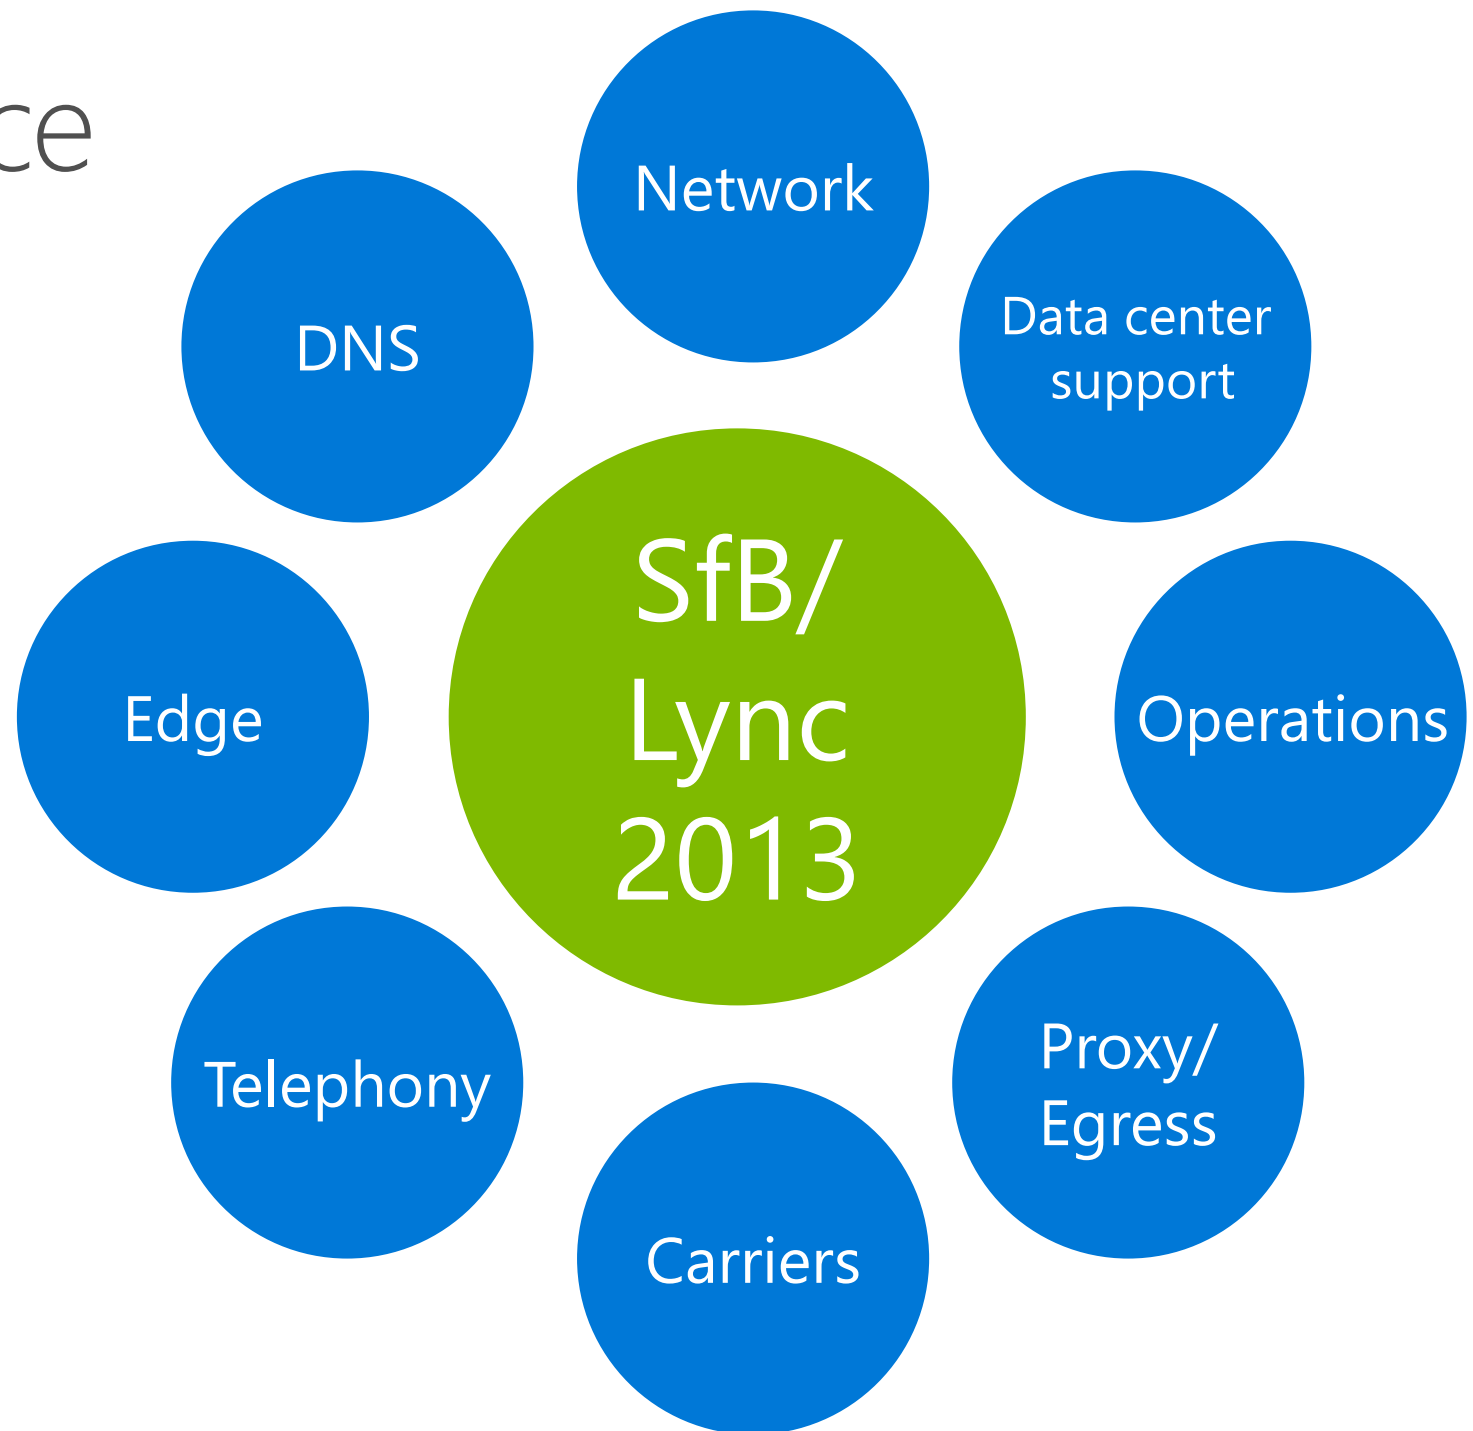 ce
Network
DNS
Data center
support
SfB/
Lync
2013
Edge
Operations
Telephony
Proxy/
Egress
Carriers